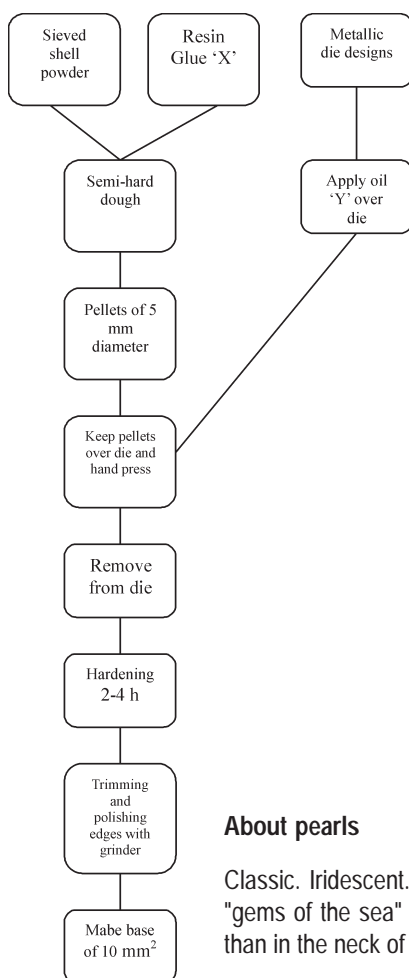 Sieved
shell
powder
Resin
Glue ‘X’
Metallic
die designs
Semi-hard
dough
Apply oil
‘Y’ over
die
Pellets of 5
mm
diameter
Keep pellets
over die and
hand press
Remove
from die
Hardening
2-4 h
Trimming
and
polishing
edges with
grinder
Mabe base
of 10 mm²
About pearls
Classic. Iridescent.
"gems of the sea"
than in the neck of